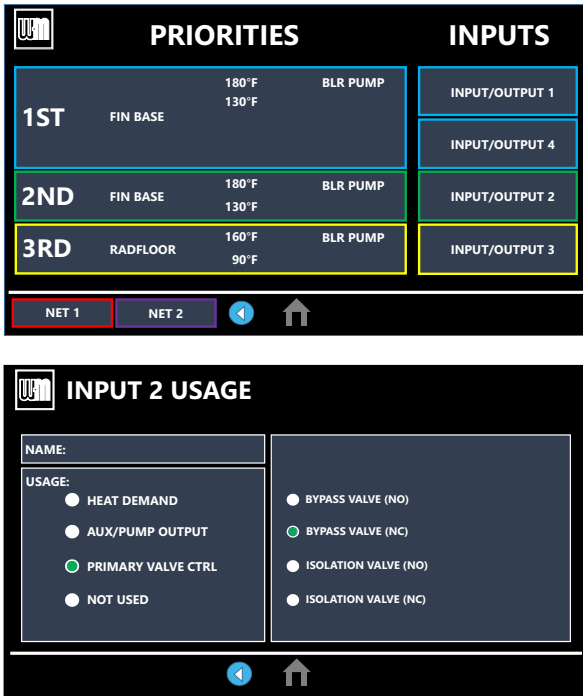 WM PRIORITIES INPUTS
1ST FIN BASE 180°F 130°F BLR PUMP INPUT/OUTPUT 1
INPUT/OUTPUT 4
2ND FIN BASE 180°F 130°F BLR PUMP INPUT/OUTPUT 2
3RD RADFLOOR 160°F 90°F BLR PUMP INPUT/OUTPUT 3
NET 1 NET 2
WM INPUT 2 USAGE
NAME:
USAGE:
HEAT DEMAND
AUX/PUMP OUTPUT
PRIMARY VALVE CTRL
NOT USED
BYPASS VALVE (NO)
BYPASS VALVE (NC)
ISOLATION VALVE (NO)
ISOLATION VALVE (NC)